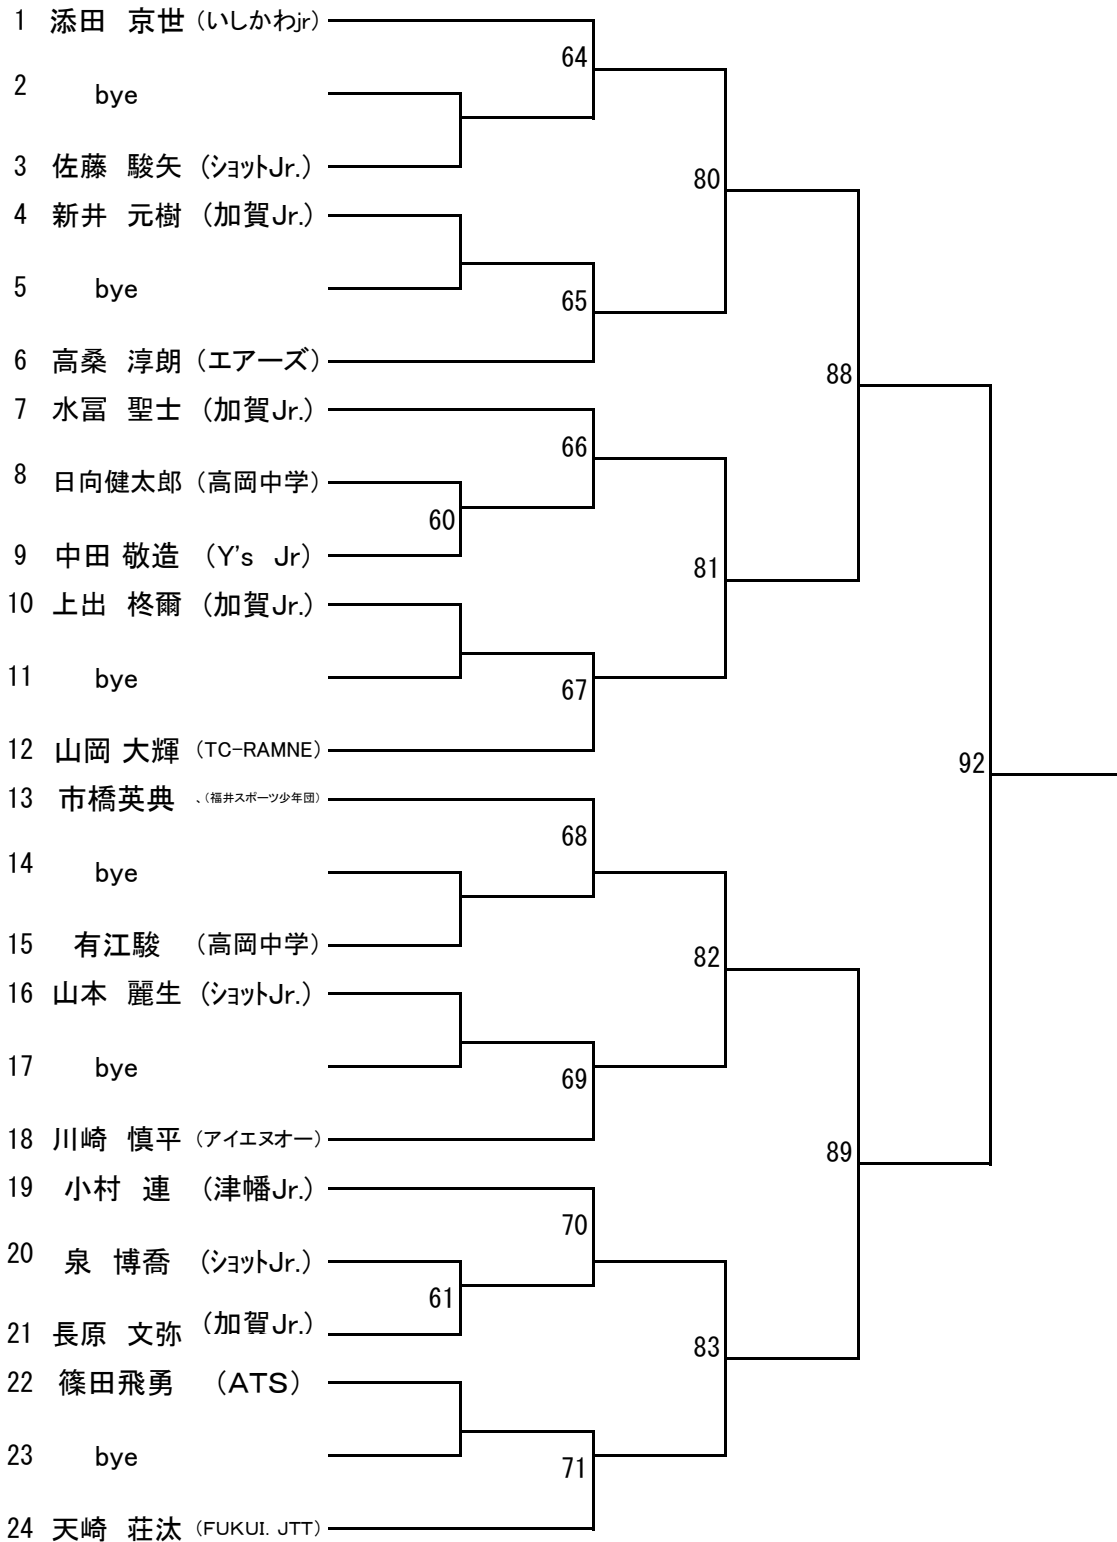 1 添田 京世 (いしかわjr)
64
2 bye
3 佐藤 駿矢 (ショットJr.)
80
4 新井 元樹 (加賀Jr.)
5 bye
65
6 高桑 淳朗 (エアーズ)
88
7 水冨 聖士 (加賀Jr.)
66
8 日向健太郎 (高岡中学)
60
9 中田 敬造 (Y's Jr)
81
10 上出 柊爾 (加賀Jr.)
11 bye
67
12 山岡 大輝 (TC-RAMNE)
92
13 市橋英典 、(福井スポーツ少年団)
68
14 bye
15 有江駿 (高岡中学)
82
16 山本 麗生 (ショットJr.)
17 bye
69
18 川崎 慎平 (アイエヌオー)
89
19 小村 連 (津幡Jr.)
70
20 泉 博喬 (ショットJr.)
61
21 長原 文弥 (加賀Jr.)
83
22 篠田飛勇 (ATS)
23 bye
71
24 天崎 荘汰 (FUKUI. JTT)